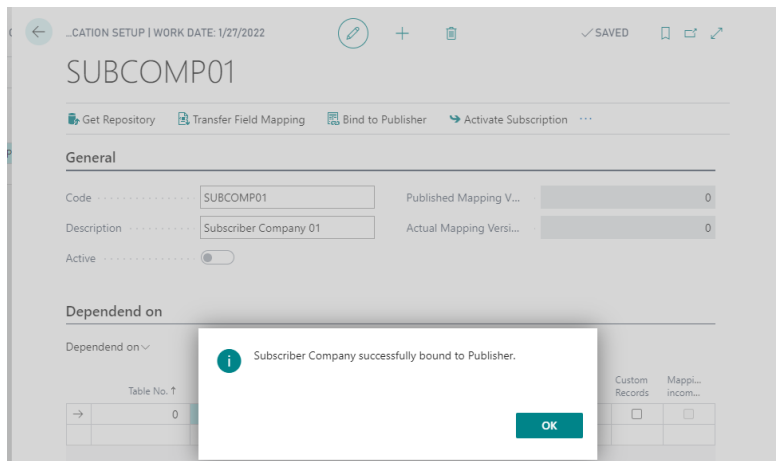 ...CATION SETUP | WORK DATE: 1/27/2022
SAVED
SUBCOMP01
Get Repository
Transfer Field Mapping
Bind to Publisher
Activate Subscription
General
Code
SUBCOMP01
Published Mapping V...
0
Description
Subscriber Company 01
Actual Mapping Versi...
0
Active
Dependend on
Dependend on
Subscriber Company successfully bound to Publisher.
Table No.
Custom
Records
Mappi...
incom...
0
OK